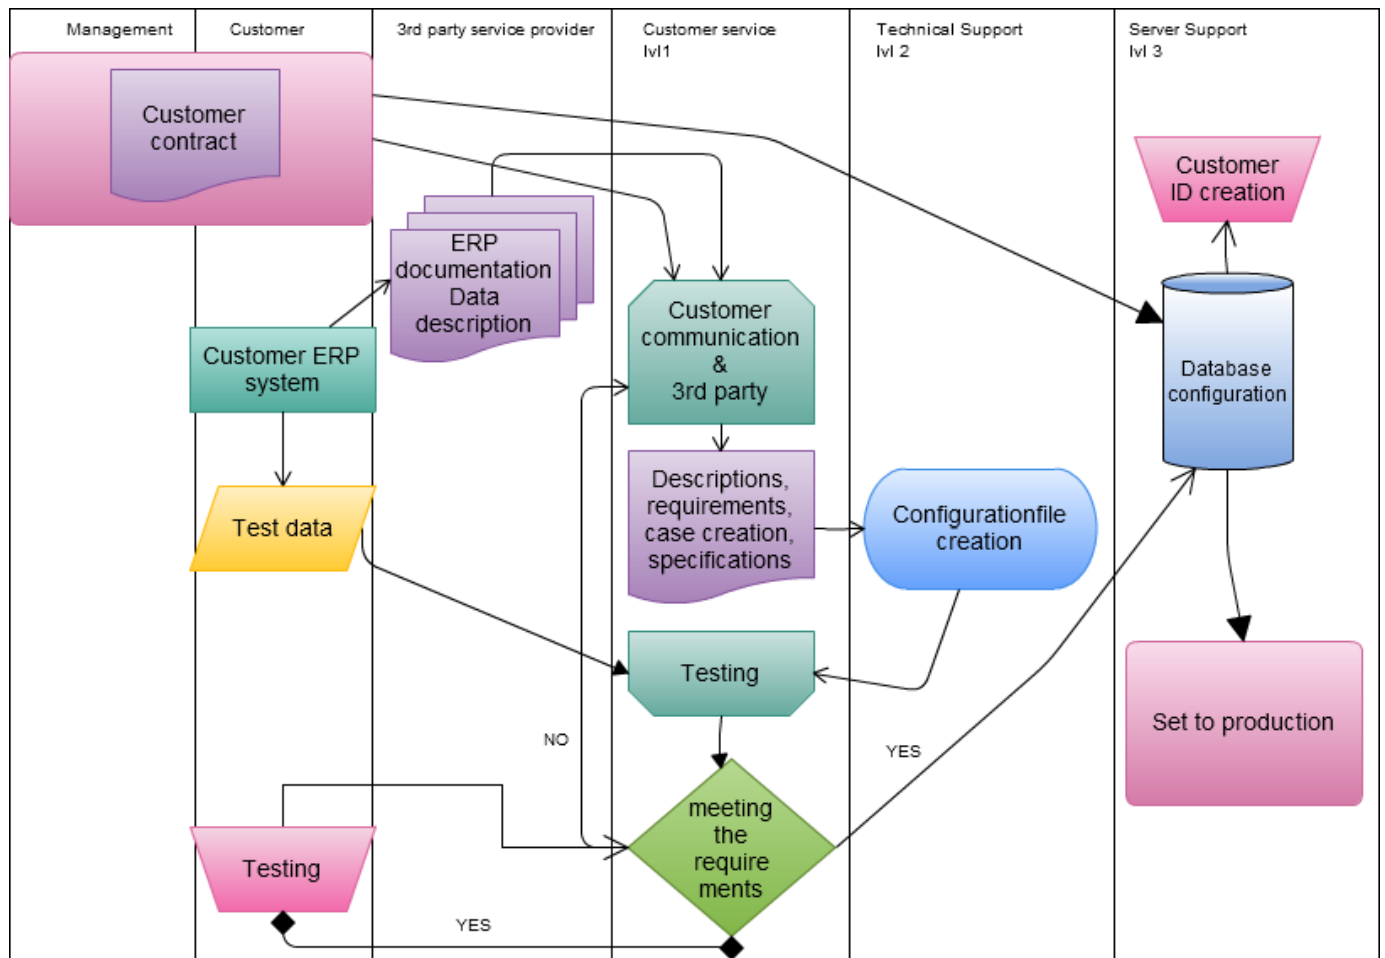 Management
Customer
3rd party service provider
Customer service
lvl1
Technical Support
lvl 2
Server Support
lvl 3
Customer
contract
Customer
ID creation
ERP
documentation
Data
description
Customer
communication
&
3rd party
Customer ERP
system
Database
configuration
Descriptions,
requirements,
case creation,
specifications
Configurationfile
creation
Test data
Testing
Set to production
NO
YES
meeting
the
require
ments
Testing
YES